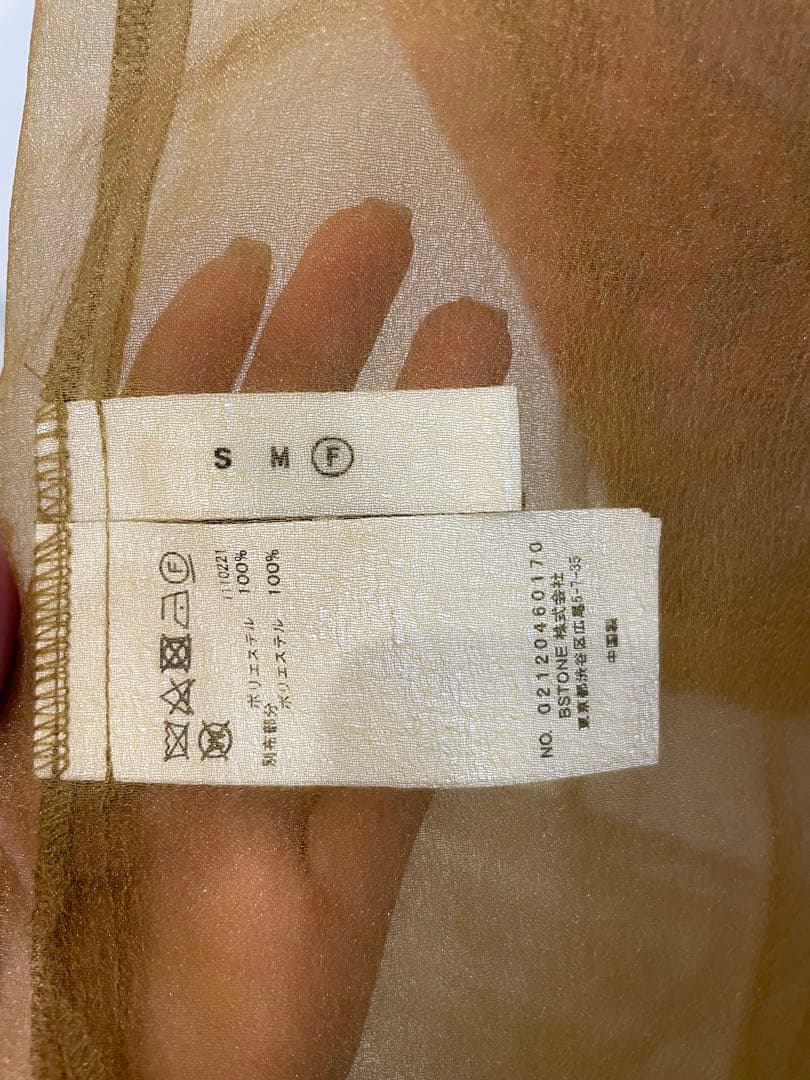 S M F
F
1110221
ポリエステル 100%
別布部分
ポリエステル 100%
NO. 02120460170
BSTONE 株式会社
東京都渋谷区広尾5-7-35
中国製